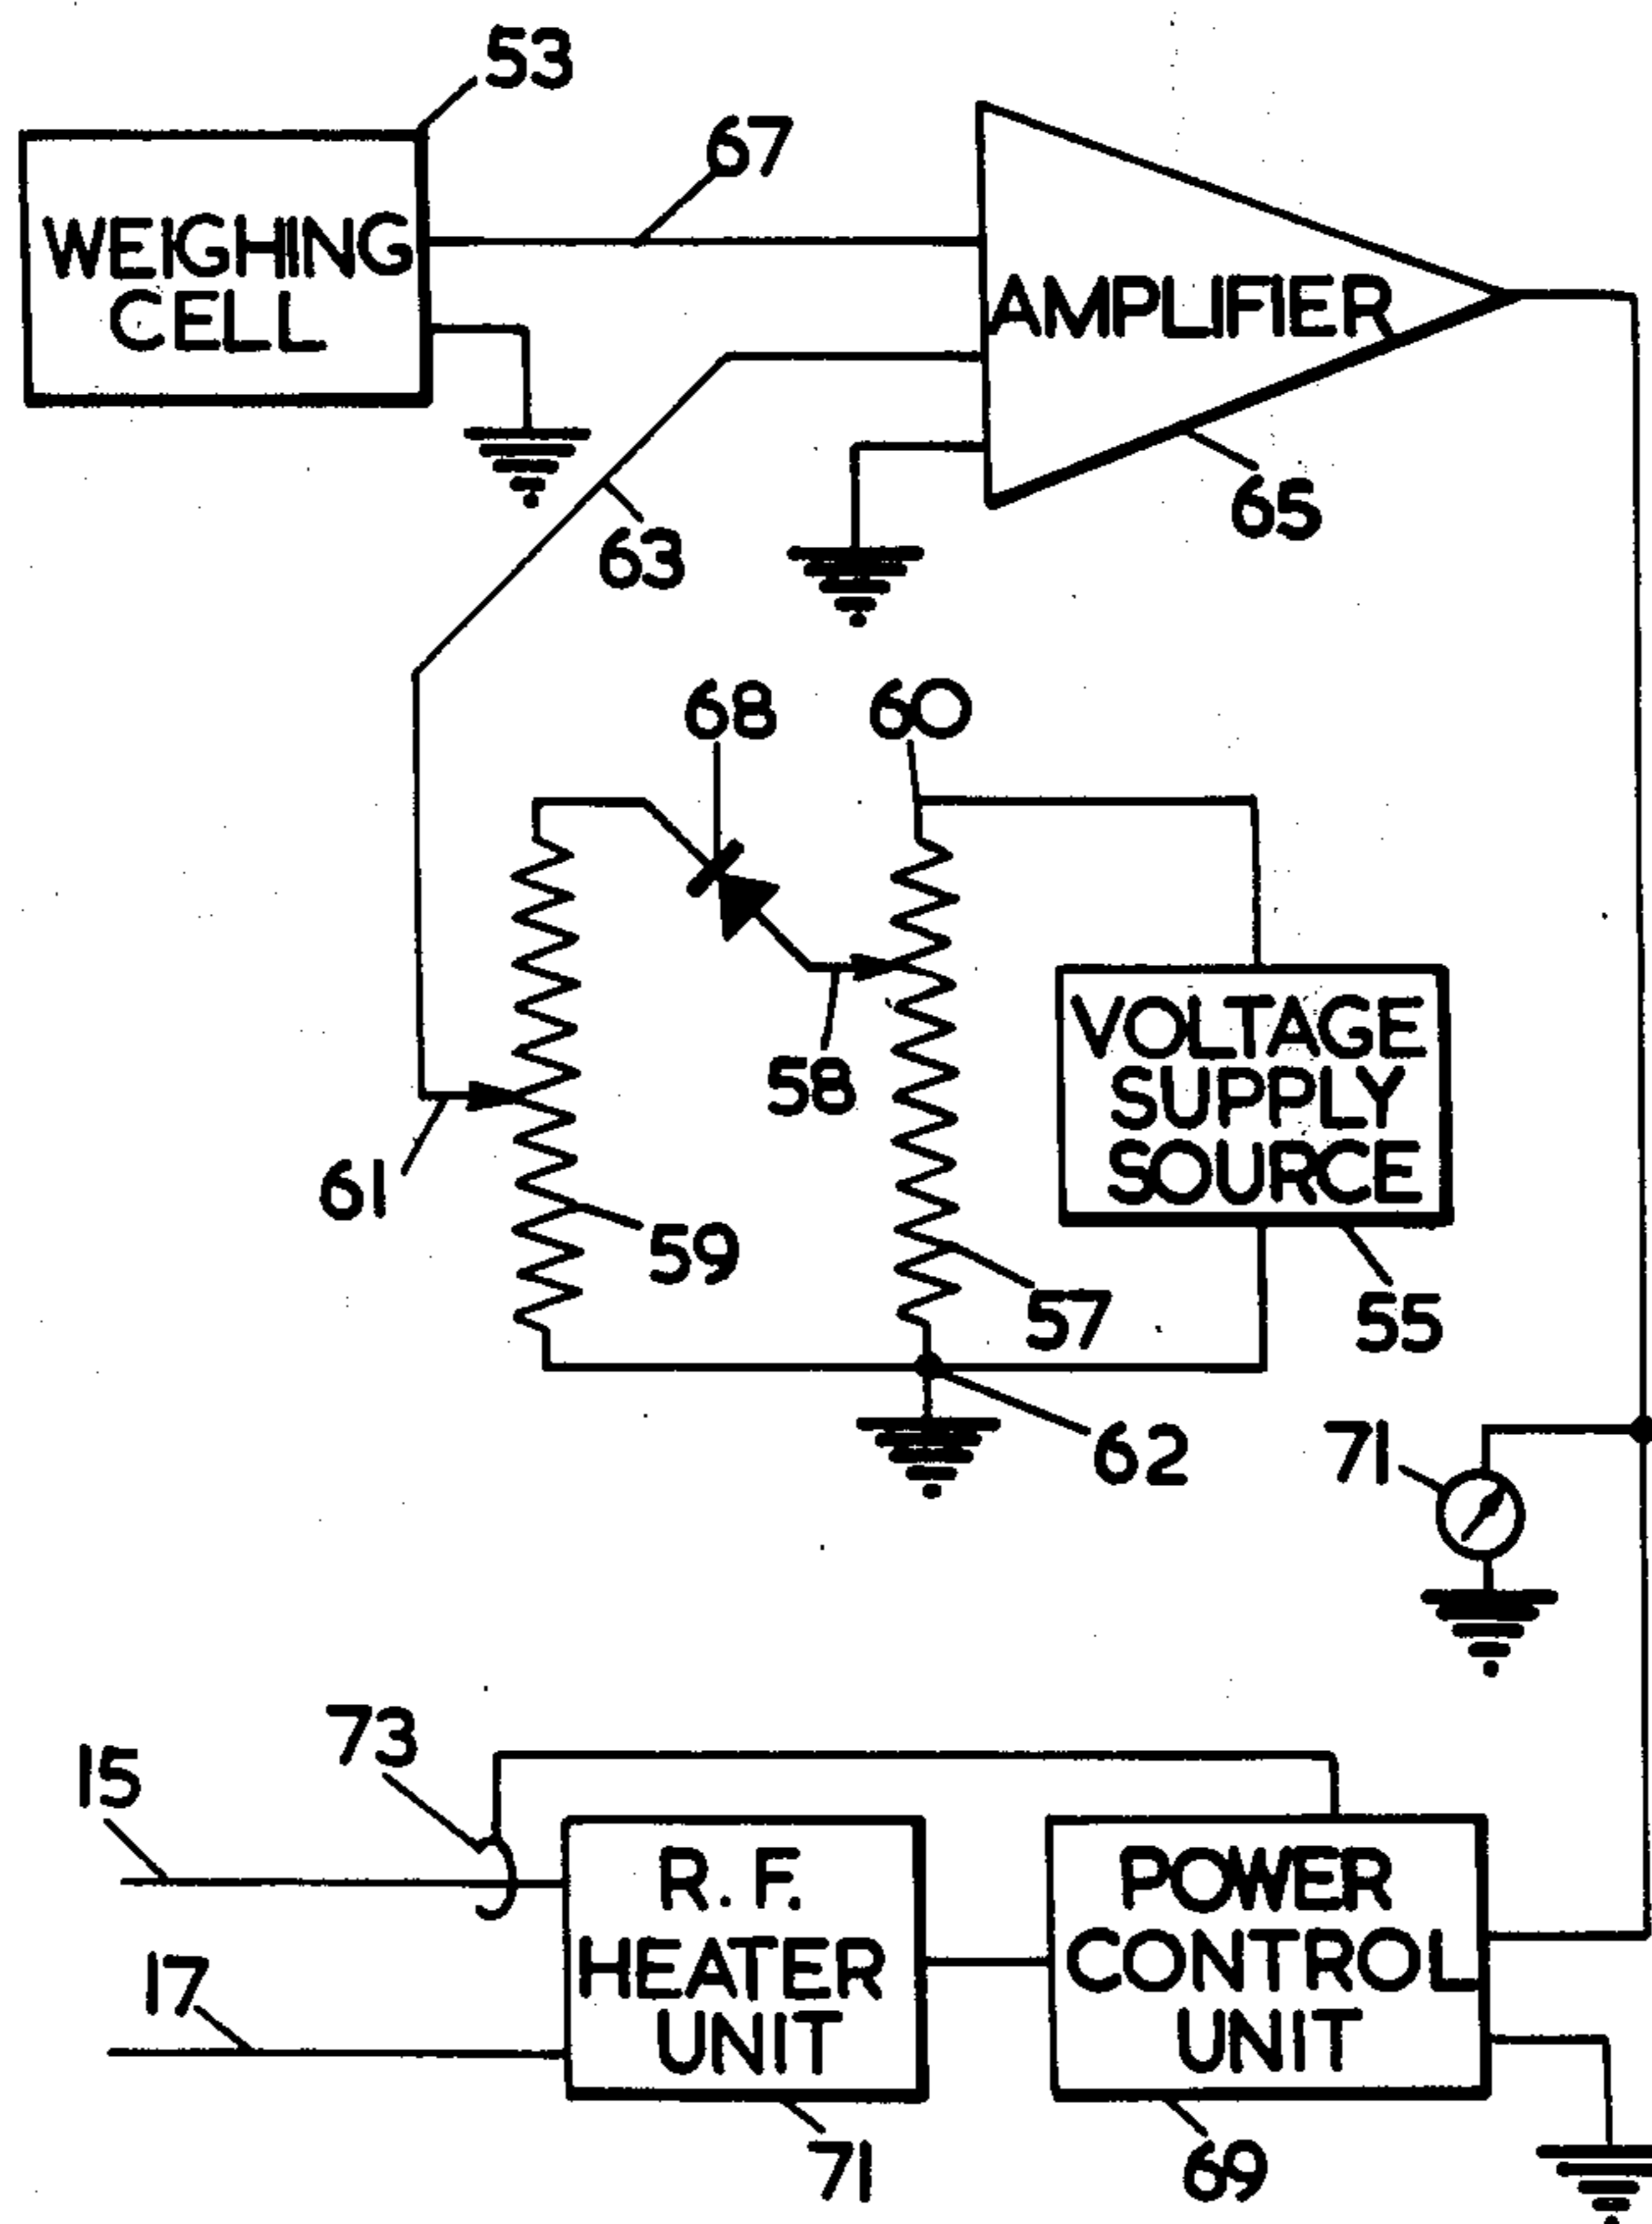 53
67
WEIGHING
CELL
AMPLIFIER
65
63
68
60
VOLTAGE
SUPPLY
SOURCE
58
61
59
57
55
62
71
73
15
R. F.
HEATER
UNIT
POWER
CONTROL
UNIT
17
71
69